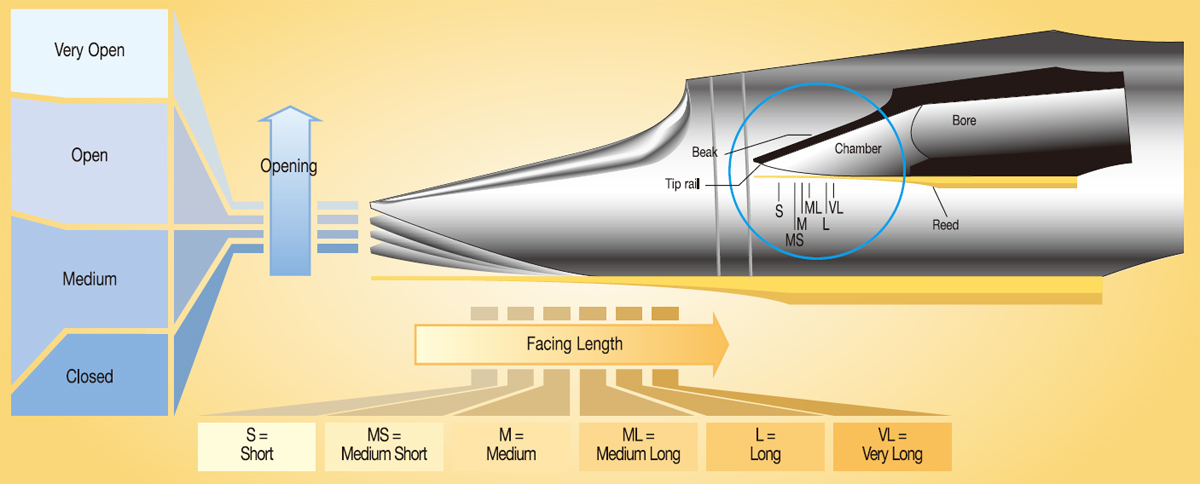 Very Open
Open
Medium
Closed
Opening
Beak
Tip rail
Chamber
Bore
Reed
S
MS
M
ML
L
VL
Facing Length
S =
Short
MS =
Medium Short
M =
Medium
ML =
Medium Long
L =
Long
VL =
Very Long